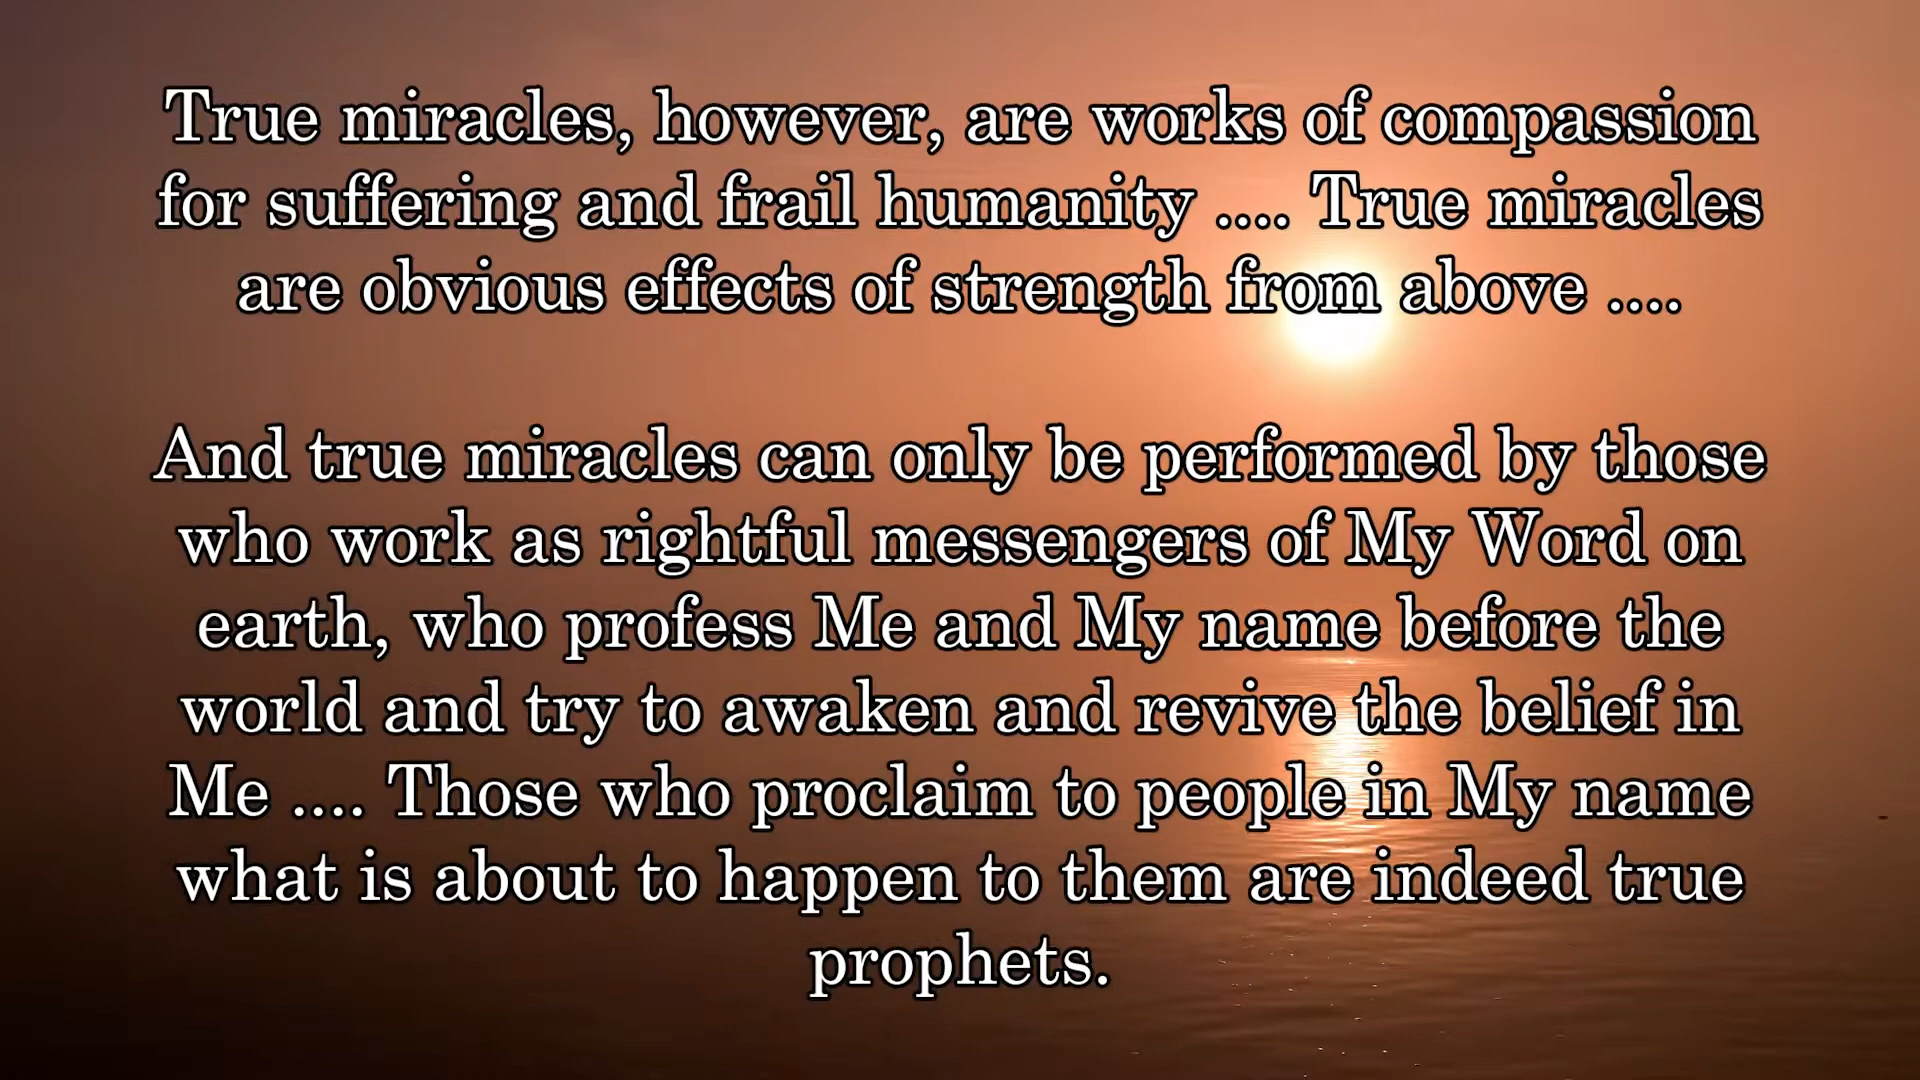 True miracles, however, are works of compassion
for suffering and frail humanity .... True miracles
are obvious effects of strength from above ....
And true miracles can only be performed by those
who work as rightful messengers of My Word on
earth, who profess Me and My name before the
world and try to awaken and revive the belief in
Me .... Those who proclaim to people in My name
what is about to happen to them are indeed true
prophets.